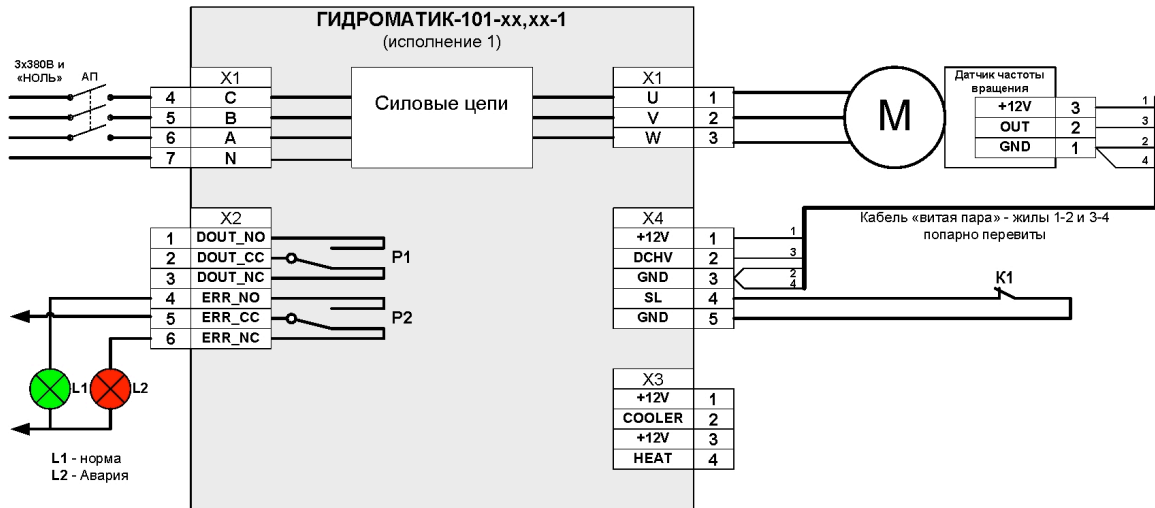 ГИДРОМАТИК-101-xx,xx-1
(исполнение 1)
3x380В и
«НОЛЬ»
АП
X1
4 C
5 B
6 A
7 N
Силовые цепи
X1
U 1
V 2
W 3
M
Датчик частоты
вращения
+12V 3 1
OUT 2 3
GND 1 2
4
Кабель «витая пара» - жилы 1-2 и 3-4
попарно перевиты
X2
1 DOUT_NO
2 DOUT_CC
3 DOUT_NC
4 ERR_NO
5 ERR_CC
6 ERR_NC
P1
P2
X4
+12V 1 1
DCHV 2 3
GND 3 2
4
SL 4
GND 5
К1
X3
+12V 1
COOLER 2
+12V 3
HEAT 4
L1
L2
L1 - норма
L2 - Авария